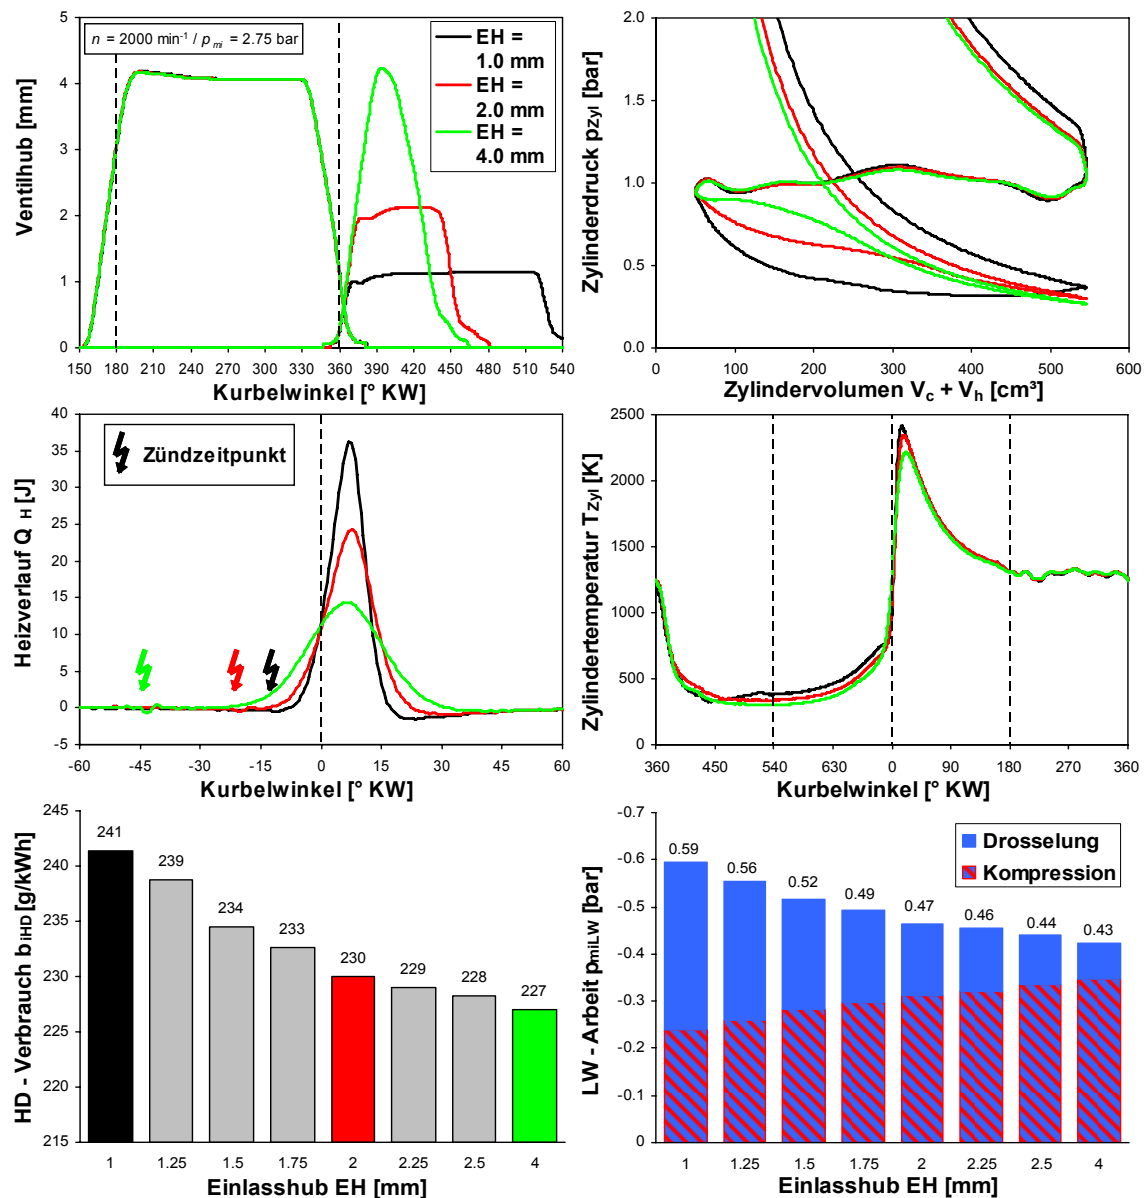 n = 2000 min⁻¹ / p mi = 2.75 bar
EH =
1.0 mm
EH =
2.0 mm
EH =
4.0 mm
Ventilhub [mm]
5
4
3
2
1
0
150 180 210 240 270 300 330 360 390 420 450 480 510 540
Kurbelwinkel [° KW]
Zylinderdruck pZyl [bar]
2.0
1.5
1.0
0.5
0.0
0 100 200 300 400 500 600
Zylindervolumen Vc + Vh [cm³]
Zündzeitpunkt
Heizverlauf Q H [J]
40
35
30
25
20
15
10
5
0
-5
-60 -45 -30 -15 0 15 30 45 60
Kurbelwinkel [° KW]
Zylindertemperatur TZyl [K]
2500
2000
1500
1000
500
0
360 450 540 630 0 90 180 270 360
Kurbelwinkel [° KW]
HD - Verbrauch biHD [g/kWh]
245
240
235
230
225
220
215
241
239
234
233
230
229
228
227
1 1.25 1.5 1.75 2 2.25 2.5 4
Einlasshub EH [mm]
LW - Arbeit pmiLW [bar]
-0.7
-0.6
-0.5
-0.4
-0.3
-0.2
-0.1
0
Drosselung
Kompression
0.59
0.56
0.52
0.49
0.47
0.46
0.44
0.43
1 1.25 1.5 1.75 2 2.25 2.5 4
Einlasshub EH [mm]